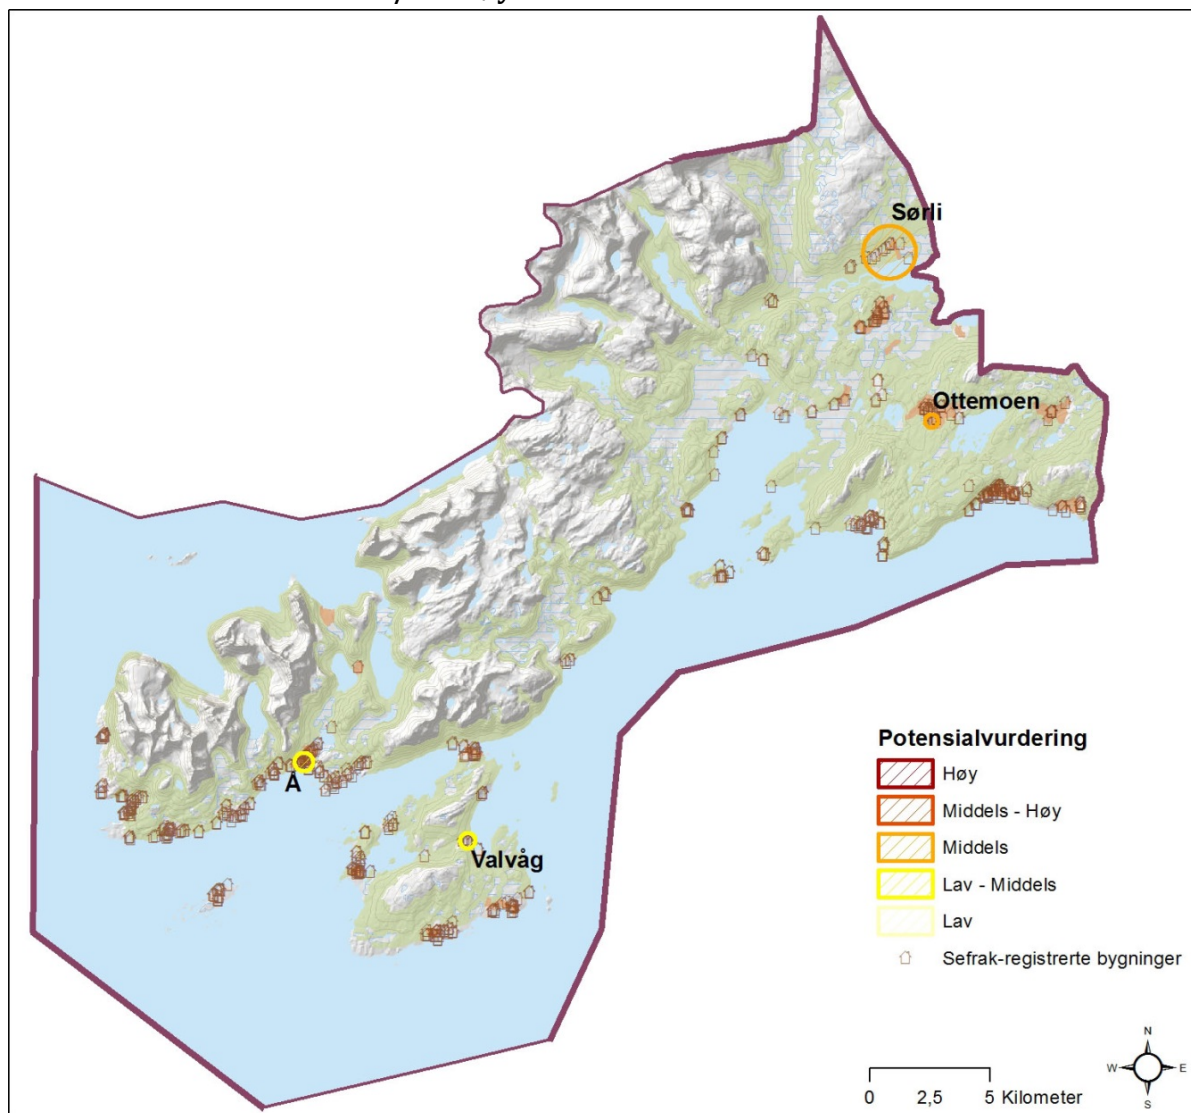 Sørli
Ottemoen
Å
Valvåg
Potensialvurdering
Høy
Middels - Høy
Middels
Lav - Middels
Lav
Sefrak-registrerte bygninger
0 2,5 5 Kilometer
N
W E
S